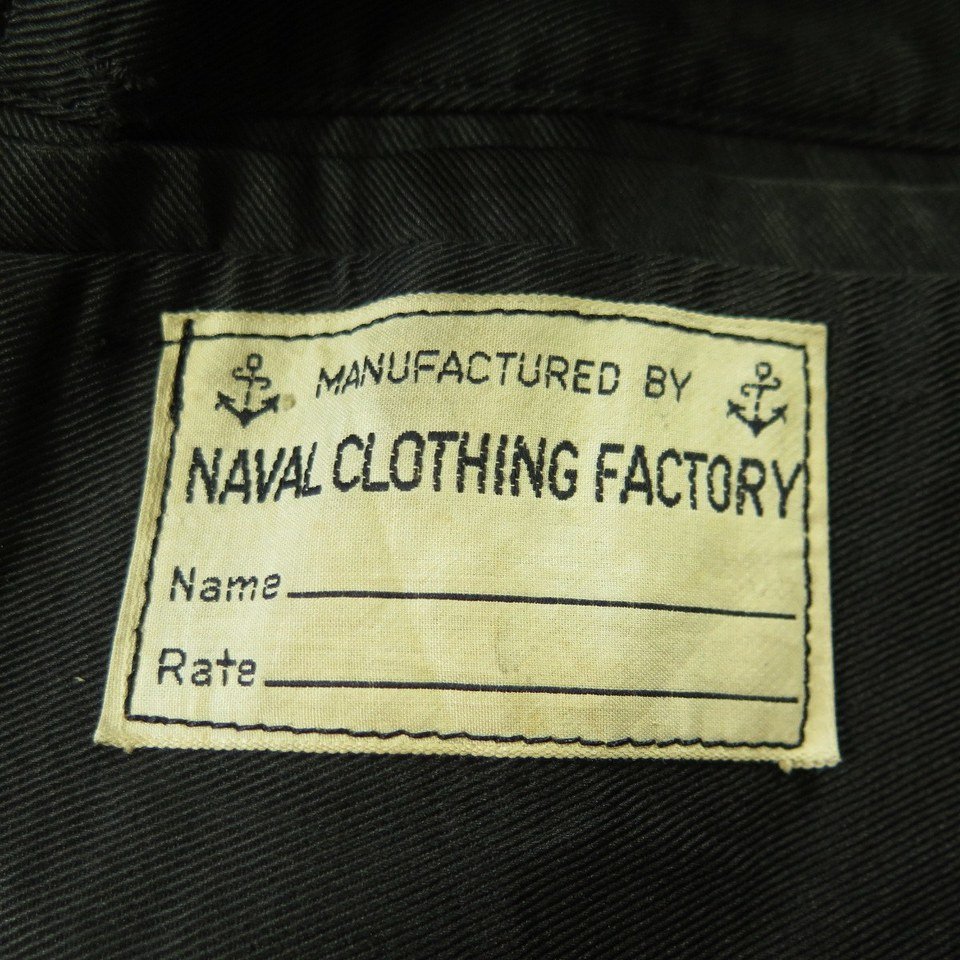 MANUFACTURED BY
NAVAL CLOTHING FACTORY
Name
Rate